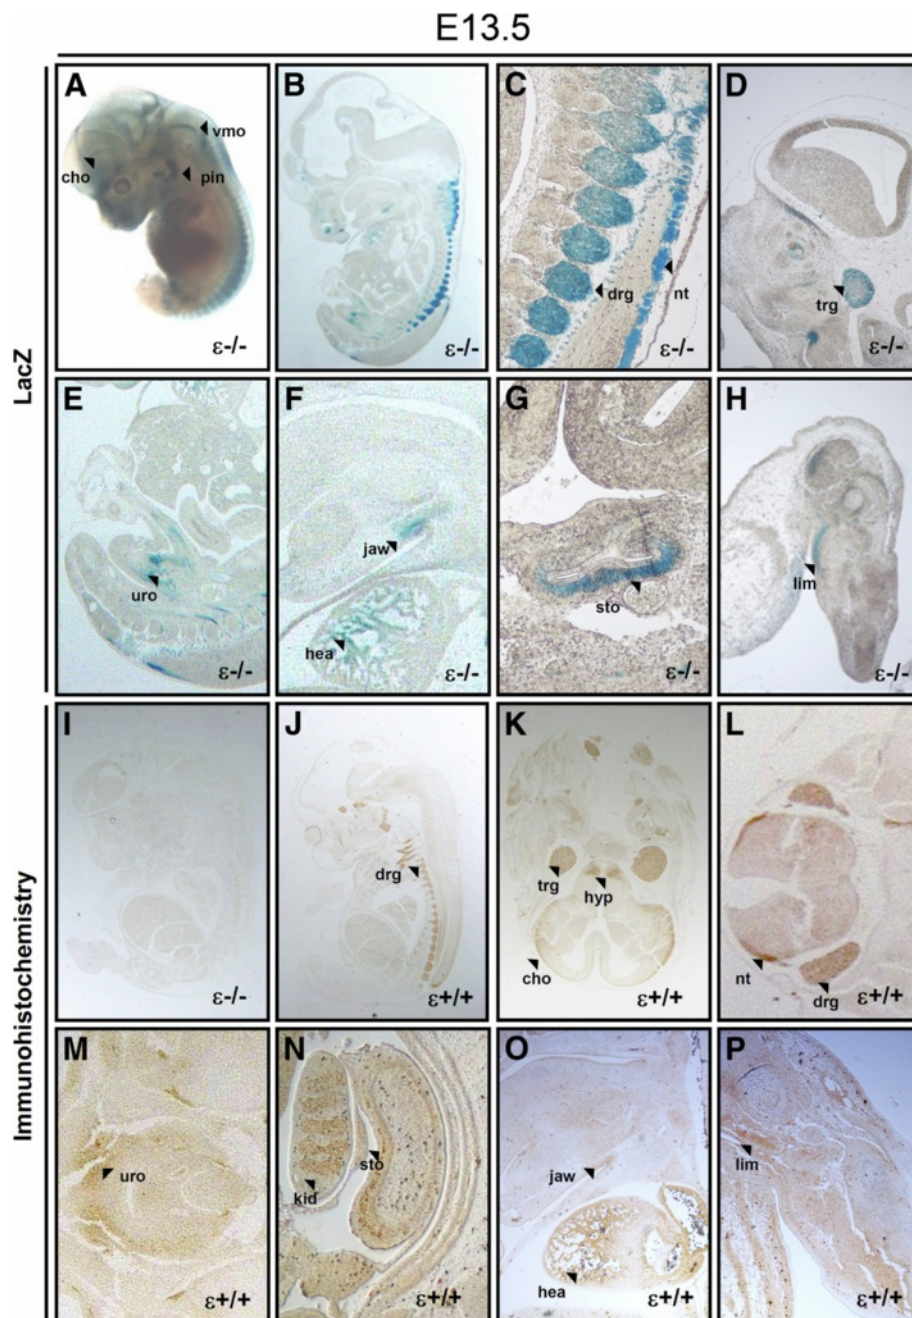 E13.5
LacZ
A
vmo
cho
pin
ε-/-
B
ε-/-
C
drg
nt
ε-/-
D
trg
ε-/-
E
uro
ε-/-
F
jaw
hea
ε-/-
G
sto
ε-/-
H
lim
ε-/-
Immunohistochemistry
I
ε-/-
J
drg
ε+/+
K
trg
hyp
cho
ε+/+
L
nt
drg
ε+/+
M
uro
ε+/+
N
sto
kid
ε+/+
O
jaw
hea
ε+/+
P
lim
ε+/+